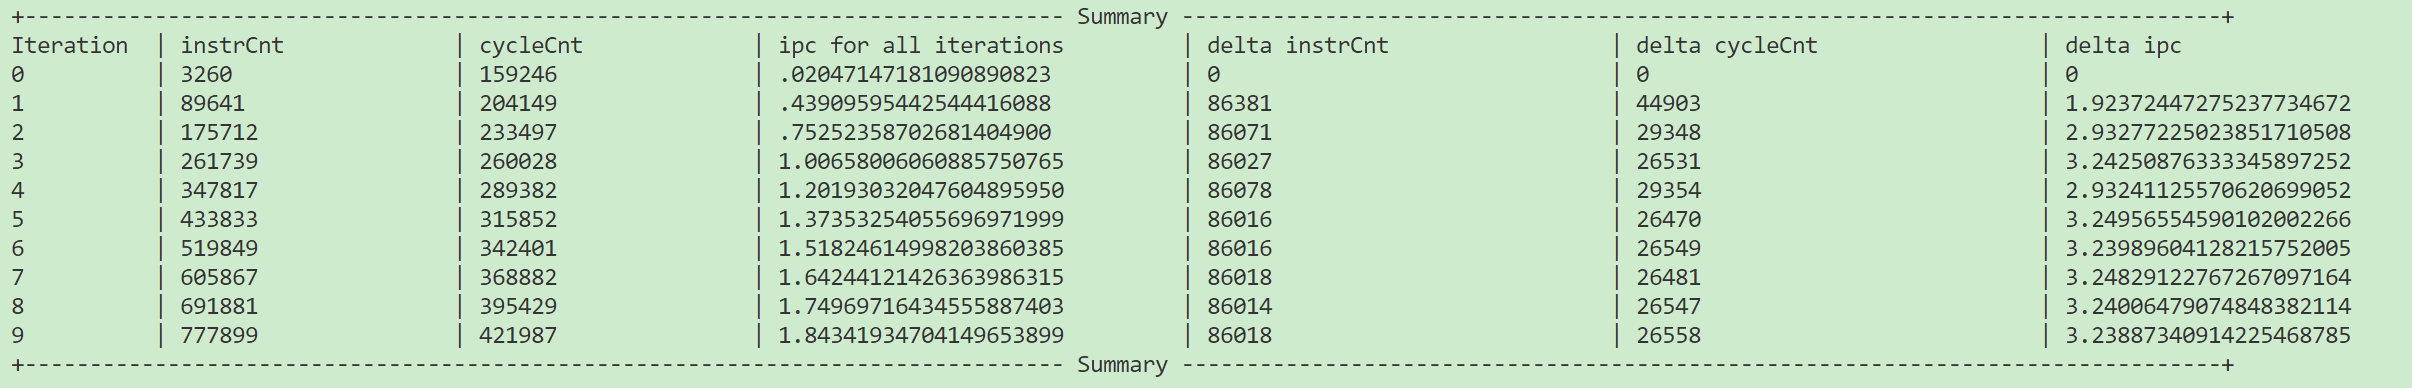 +-------------------------------------------------------------------------------- Summary --------------------------------------------------------------------------------+
Iteration | instrCnt | cycleCnt | ipc for all iterations | delta instrCnt | delta cycleCnt | delta ipc
0 | 3260 | 159246 | .02047147181090890823 | 0 | 0 | 0
1 | 89641 | 204149 | .43909595442544416088 | 86381 | 44903 | 1.92372447275237734672
2 | 175712 | 233497 | .75252358702681404900 | 86071 | 29348 | 2.93277225023851710508
3 | 261739 | 260028 | 1.00658006060885750765 | 86027 | 26531 | 3.24250876333345897252
4 | 347817 | 289382 | 1.20193032047604895950 | 86078 | 29354 | 2.93241125570620699052
5 | 433833 | 315852 | 1.37353254055696971999 | 86016 | 26470 | 3.24956554590102002266
6 | 519849 | 342401 | 1.51824614998203860385 | 86016 | 26549 | 3.23989604128215752005
7 | 605867 | 368882 | 1.64244121426363986315 | 86018 | 26481 | 3.24829122767267097164
8 | 691881 | 395429 | 1.74969716434555887403 | 86014 | 26547 | 3.24006479074848382114
9 | 777899 | 421987 | 1.84341934704149653899 | 86018 | 26558 | 3.23887340914225468785
+-------------------------------------------------------------------------------- Summary --------------------------------------------------------------------------------+